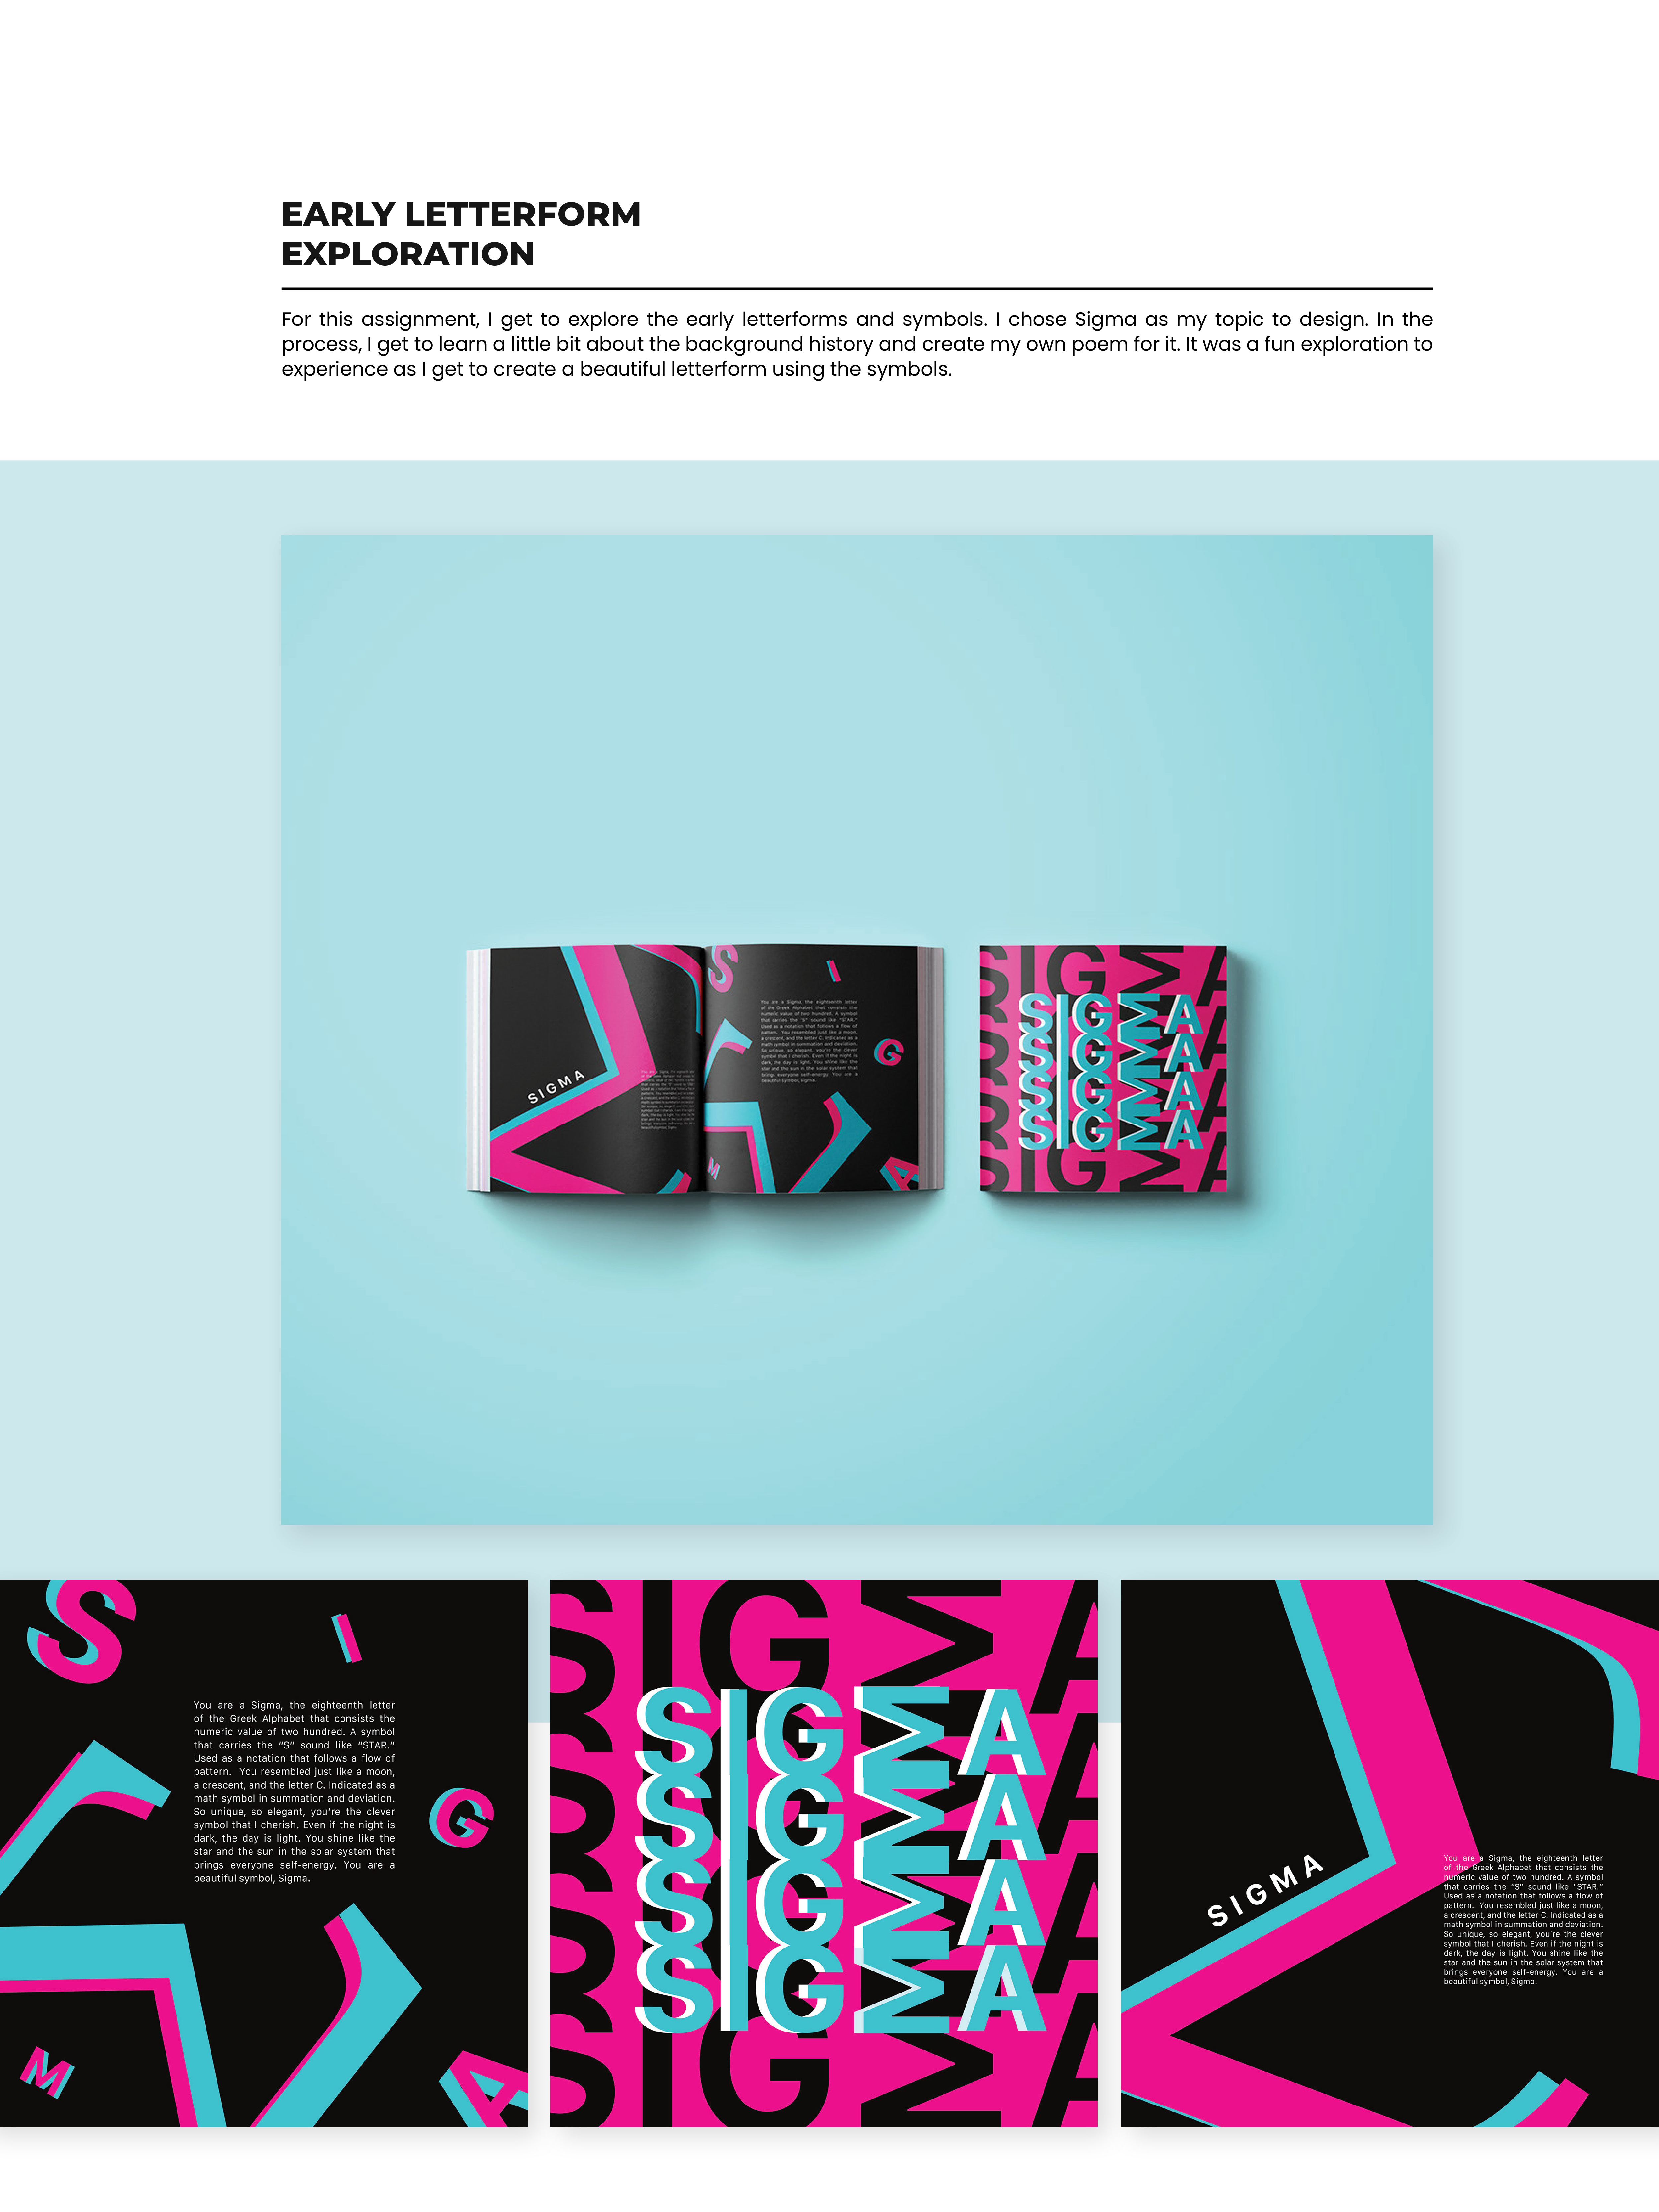 EARLY LETTERFORM
EXPLORATION
For this assignment, I get to explore the early letterforms and symbols. I chose Sigma as my topic to design. In the
process, I get to learn a little bit about the background history and create my own poem for it. It was a fun exploration to
experience as I get to create a beautiful letterform using the symbols.
SIGMA
S
I
You are a Sigma, the eighteenth letter
of the Greek Alphabet that consists the
numeric value of two hundred. A symbol
that carries the "S" sound like "STAR."
Used as a notation that follows a flow of
pattern. You resembled just like a moon,
a crescent, and the letter C. Indicated as a
math symbol in summation and deviation.
So unique, so elegant, you're the clever
symbol that I cherish. Even if the night is
dark, the day is light. You shine like the
star and the sun in the solar system that
brings everyone self-energy. You are a
beautiful symbol, Sigma.
G
M
A
SIGMA
SIGMA
SIGMA
SIGMA
SIGMA
SIGMA
S
I
You are a Sigma, the eighteenth letter
of the Greek Alphabet that consists the
numeric value of two hundred. A symbol
that carries the “S” sound like “STAR.”
Used as a notation that follows a flow of
pattern.  You resembled just like a moon,
a crescent, and the letter C. Indicated as a
math symbol in summation and deviation.
So unique, so elegant, you’re the clever
symbol that I cherish. Even if the night is
dark, the day is light. You shine like the
star and the sun in the solar system that
brings everyone self-energy. You are a
beautiful symbol, Sigma.
G
M
A
SIGMA
SIGMA
SIGMA
SIGMA
SIGMA
SIGMA
SIGMA
You are a Sigma, the eighteenth letter
of the Greek Alphabet that consists the
numeric value of two hundred. A symbol
that carries the “S” sound like “STAR.”
Used as a notation that follows a flow of
pattern.  You resembled just like a moon,
a crescent, and the letter C. Indicated as a
math symbol in summation and deviation.
So unique, so elegant, you’re the clever
symbol that I cherish. Even if the night is
dark, the day is light. You shine like the
star and the sun in the solar system that
brings everyone self-energy. You are a
beautiful symbol, Sigma.